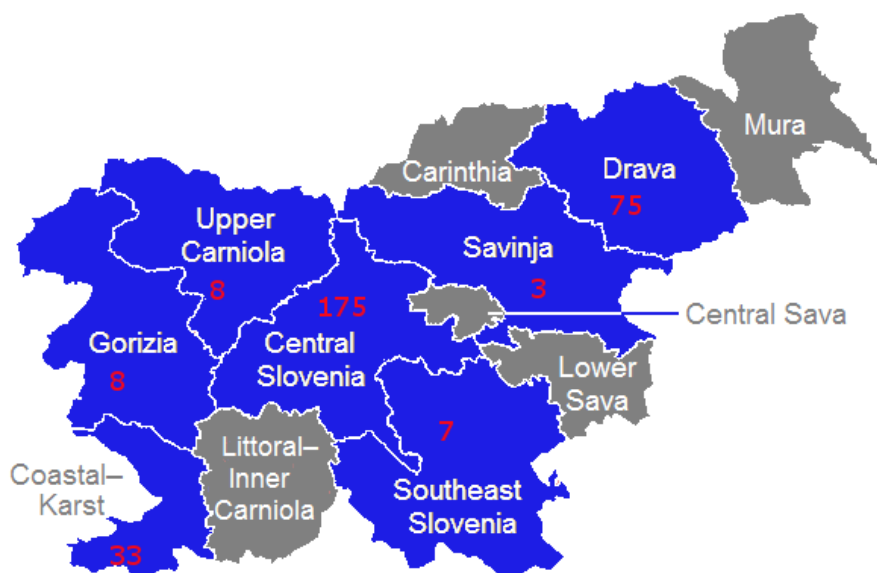 Mura
Carinthia
Drava
75
Upper
Carniola
8
Savinja
3
175
Central Sava
Gorizia
8
Central
Slovenia
Lower
Sava
7
Littoral–
Inner
Carniola
Coastal–
Karst
33
Southeast
Slovenia